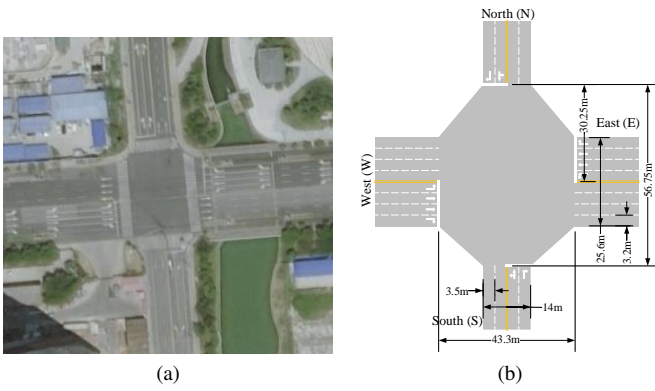 North (N)
30.25m
East (E)
West (W)
56.75m
25.6m
3.2m
3.5m
14m
South (S)
43.3m
(a)
(b)